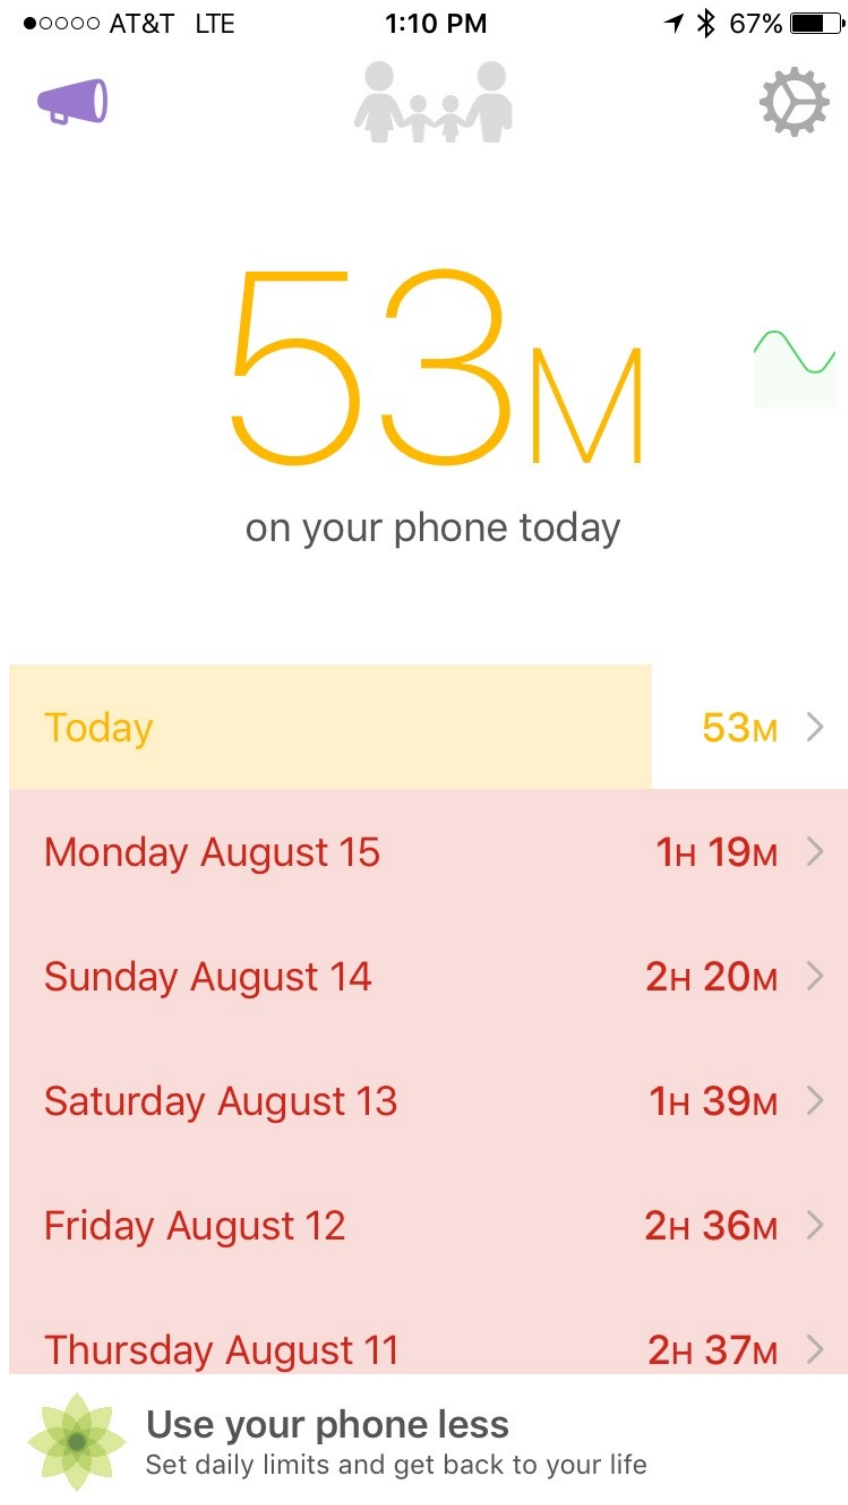 AT&T LTE 1:10 PM 67%
53M
on your phone today
Today 53M
Monday August 15 1H 19M
Sunday August 14 2H 20M
Saturday August 13 1H 39M
Friday August 12 2H 36M
Thursday August 11 2H 37M
Use your phone less
Set daily limits and get back to your life